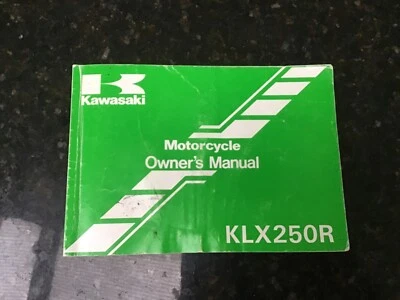 Kawasaki
Motorcycle
Owner's Manual
KLX250R